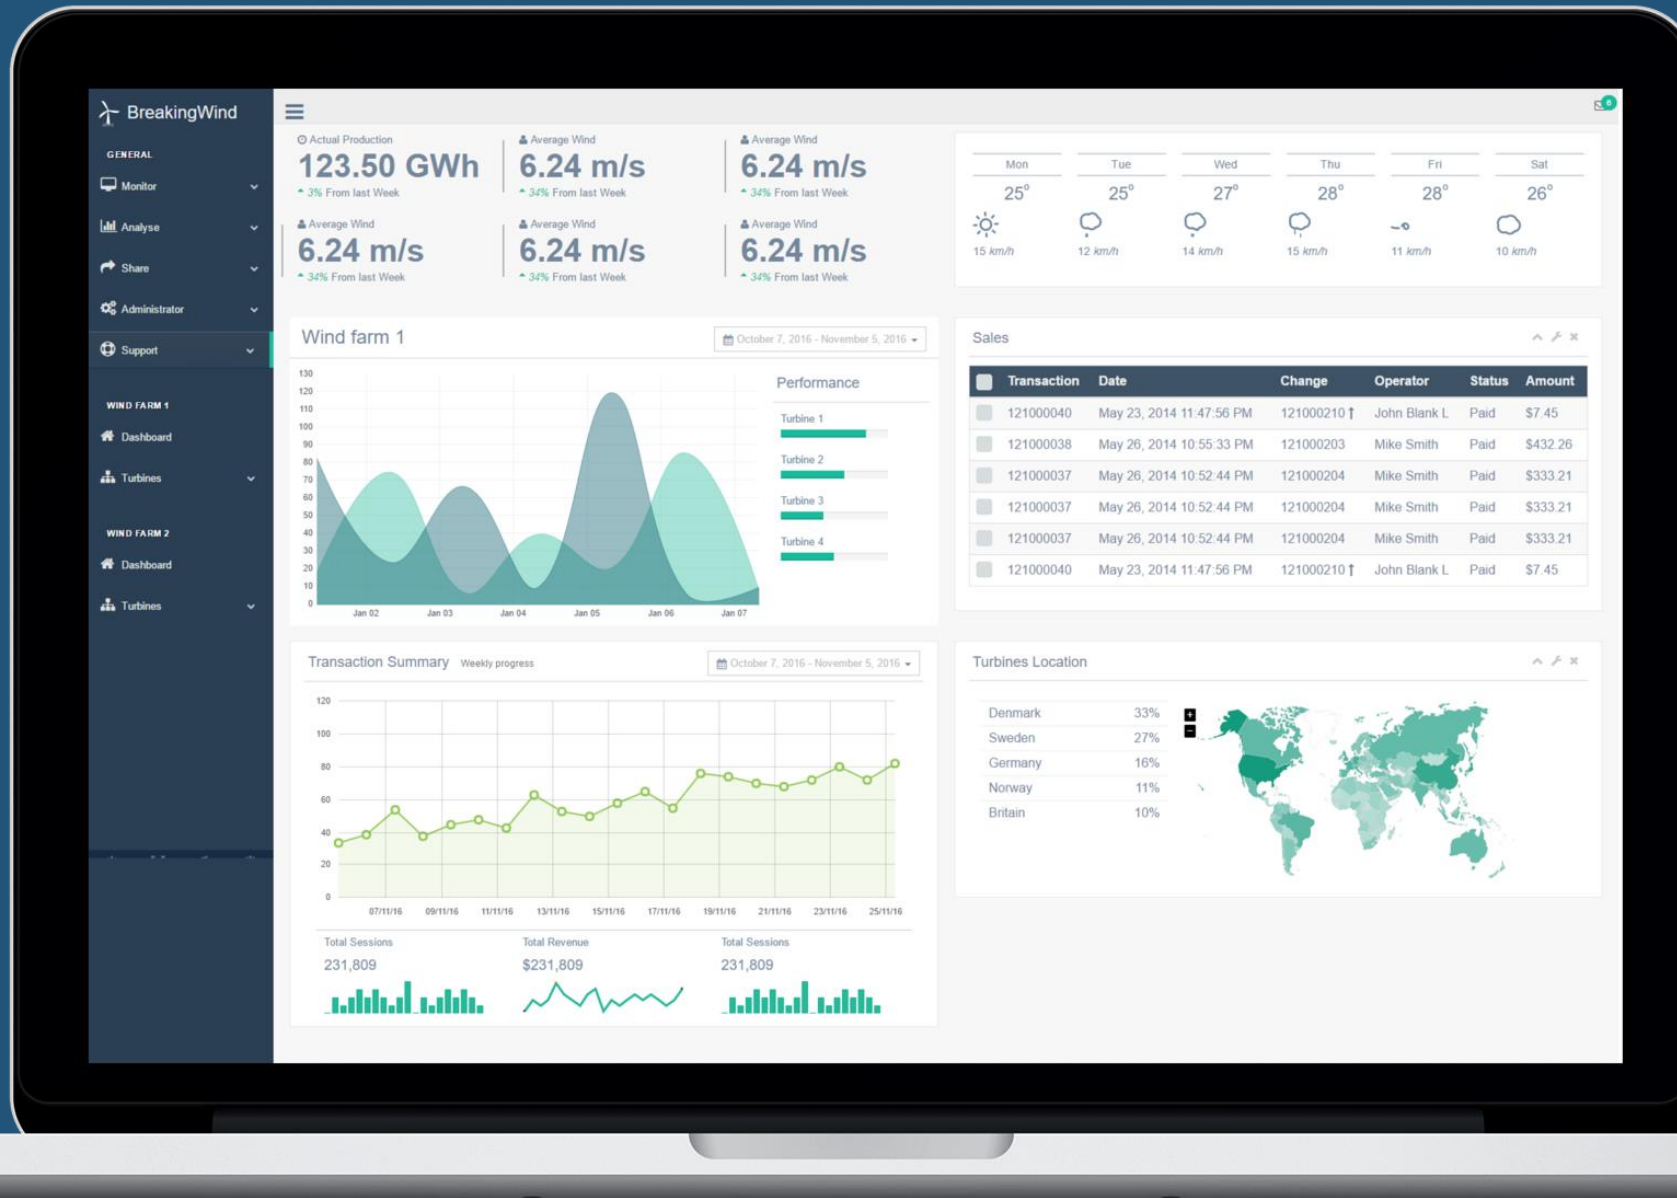 BreakingWind
GENERAL
Monitor
Analyse
Share
Administrator
Support
WIND FARM 1
Dashboard
Turbines
WIND FARM 2
Dashboard
Turbines
6
Actual Production
123.50 GWh
3% From last Week
Average Wind
6.24 m/s
34% From last Week
Average Wind
6.24 m/s
34% From last Week
Average Wind
6.24 m/s
34% From last Week
Average Wind
6.24 m/s
34% From last Week
Average Wind
6.24 m/s
34% From last Week
Mon Tue Wed Thu Fri Sat
25° 25° 27° 28° 28° 26°
15 km/h 12 km/h 14 km/h 15 km/h 11 km/h 10 km/h
Wind farm 1
October 7, 2016 - November 5, 2016
130
120
110
100
90
80
70
60
50
40
30
20
10
0
Jan 02 Jan 03 Jan 04 Jan 05 Jan 06 Jan 07
Performance
Turbine 1
Turbine 2
Turbine 3
Turbine 4
Sales
Transaction Date Change Operator Status Amount
121000040 May 23, 2014 11:47:56 PM 121000210 John Blank L Paid $7.45
121000038 May 26, 2014 10:55:33 PM 121000203 Mike Smith Paid $432.26
121000037 May 26, 2014 10:52:44 PM 121000204 Mike Smith Paid $333.21
121000037 May 26, 2014 10:52:44 PM 121000204 Mike Smith Paid $333.21
121000037 May 26, 2014 10:52:44 PM 121000204 Mike Smith Paid $333.21
121000040 May 23, 2014 11:47:56 PM 121000210 John Blank L Paid $7.45
Transaction Summary Weekly progress
October 7, 2016 - November 5, 2016
120
100
80
60
40
20
0
07/11/16 09/11/16 11/11/16 13/11/16 15/11/16 17/11/16 19/11/16 21/11/16 23/11/16 25/11/16
Total Sessions
231,809
Total Revenue
$231,809
Total Sessions
231,809
Turbines Location
Denmark 33%
Sweden 27%
Germany 16%
Norway 11%
Britain 10%
+
−